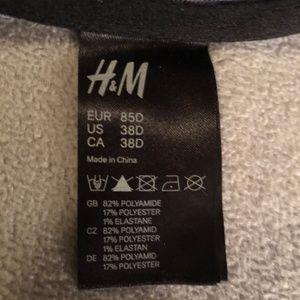 H&M
EUR 85D
US 38D
CA 38D
Made in China
GB 82% POLYAMIDE
17% POLYESTER
1% ELASTANE
CZ 82% POLYAMID
17% POLYESTER
1% ELASTAN
DE 82% POLYAMID
17% POLYESTER